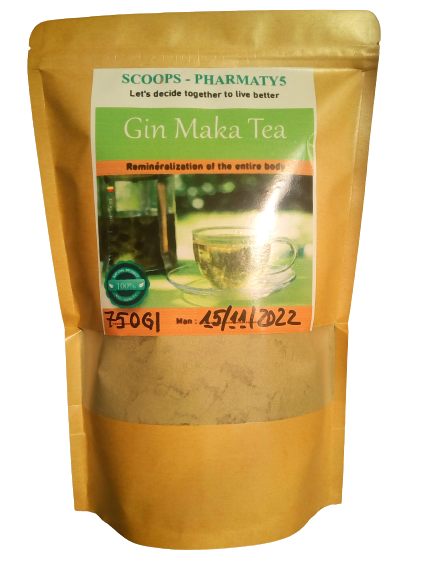 SCOOPS - PHARMATY5
Let's decide together to live better
Gin Maka Tea
Reminéralization of the entire body
100%
750G
Man : 15/11/2022